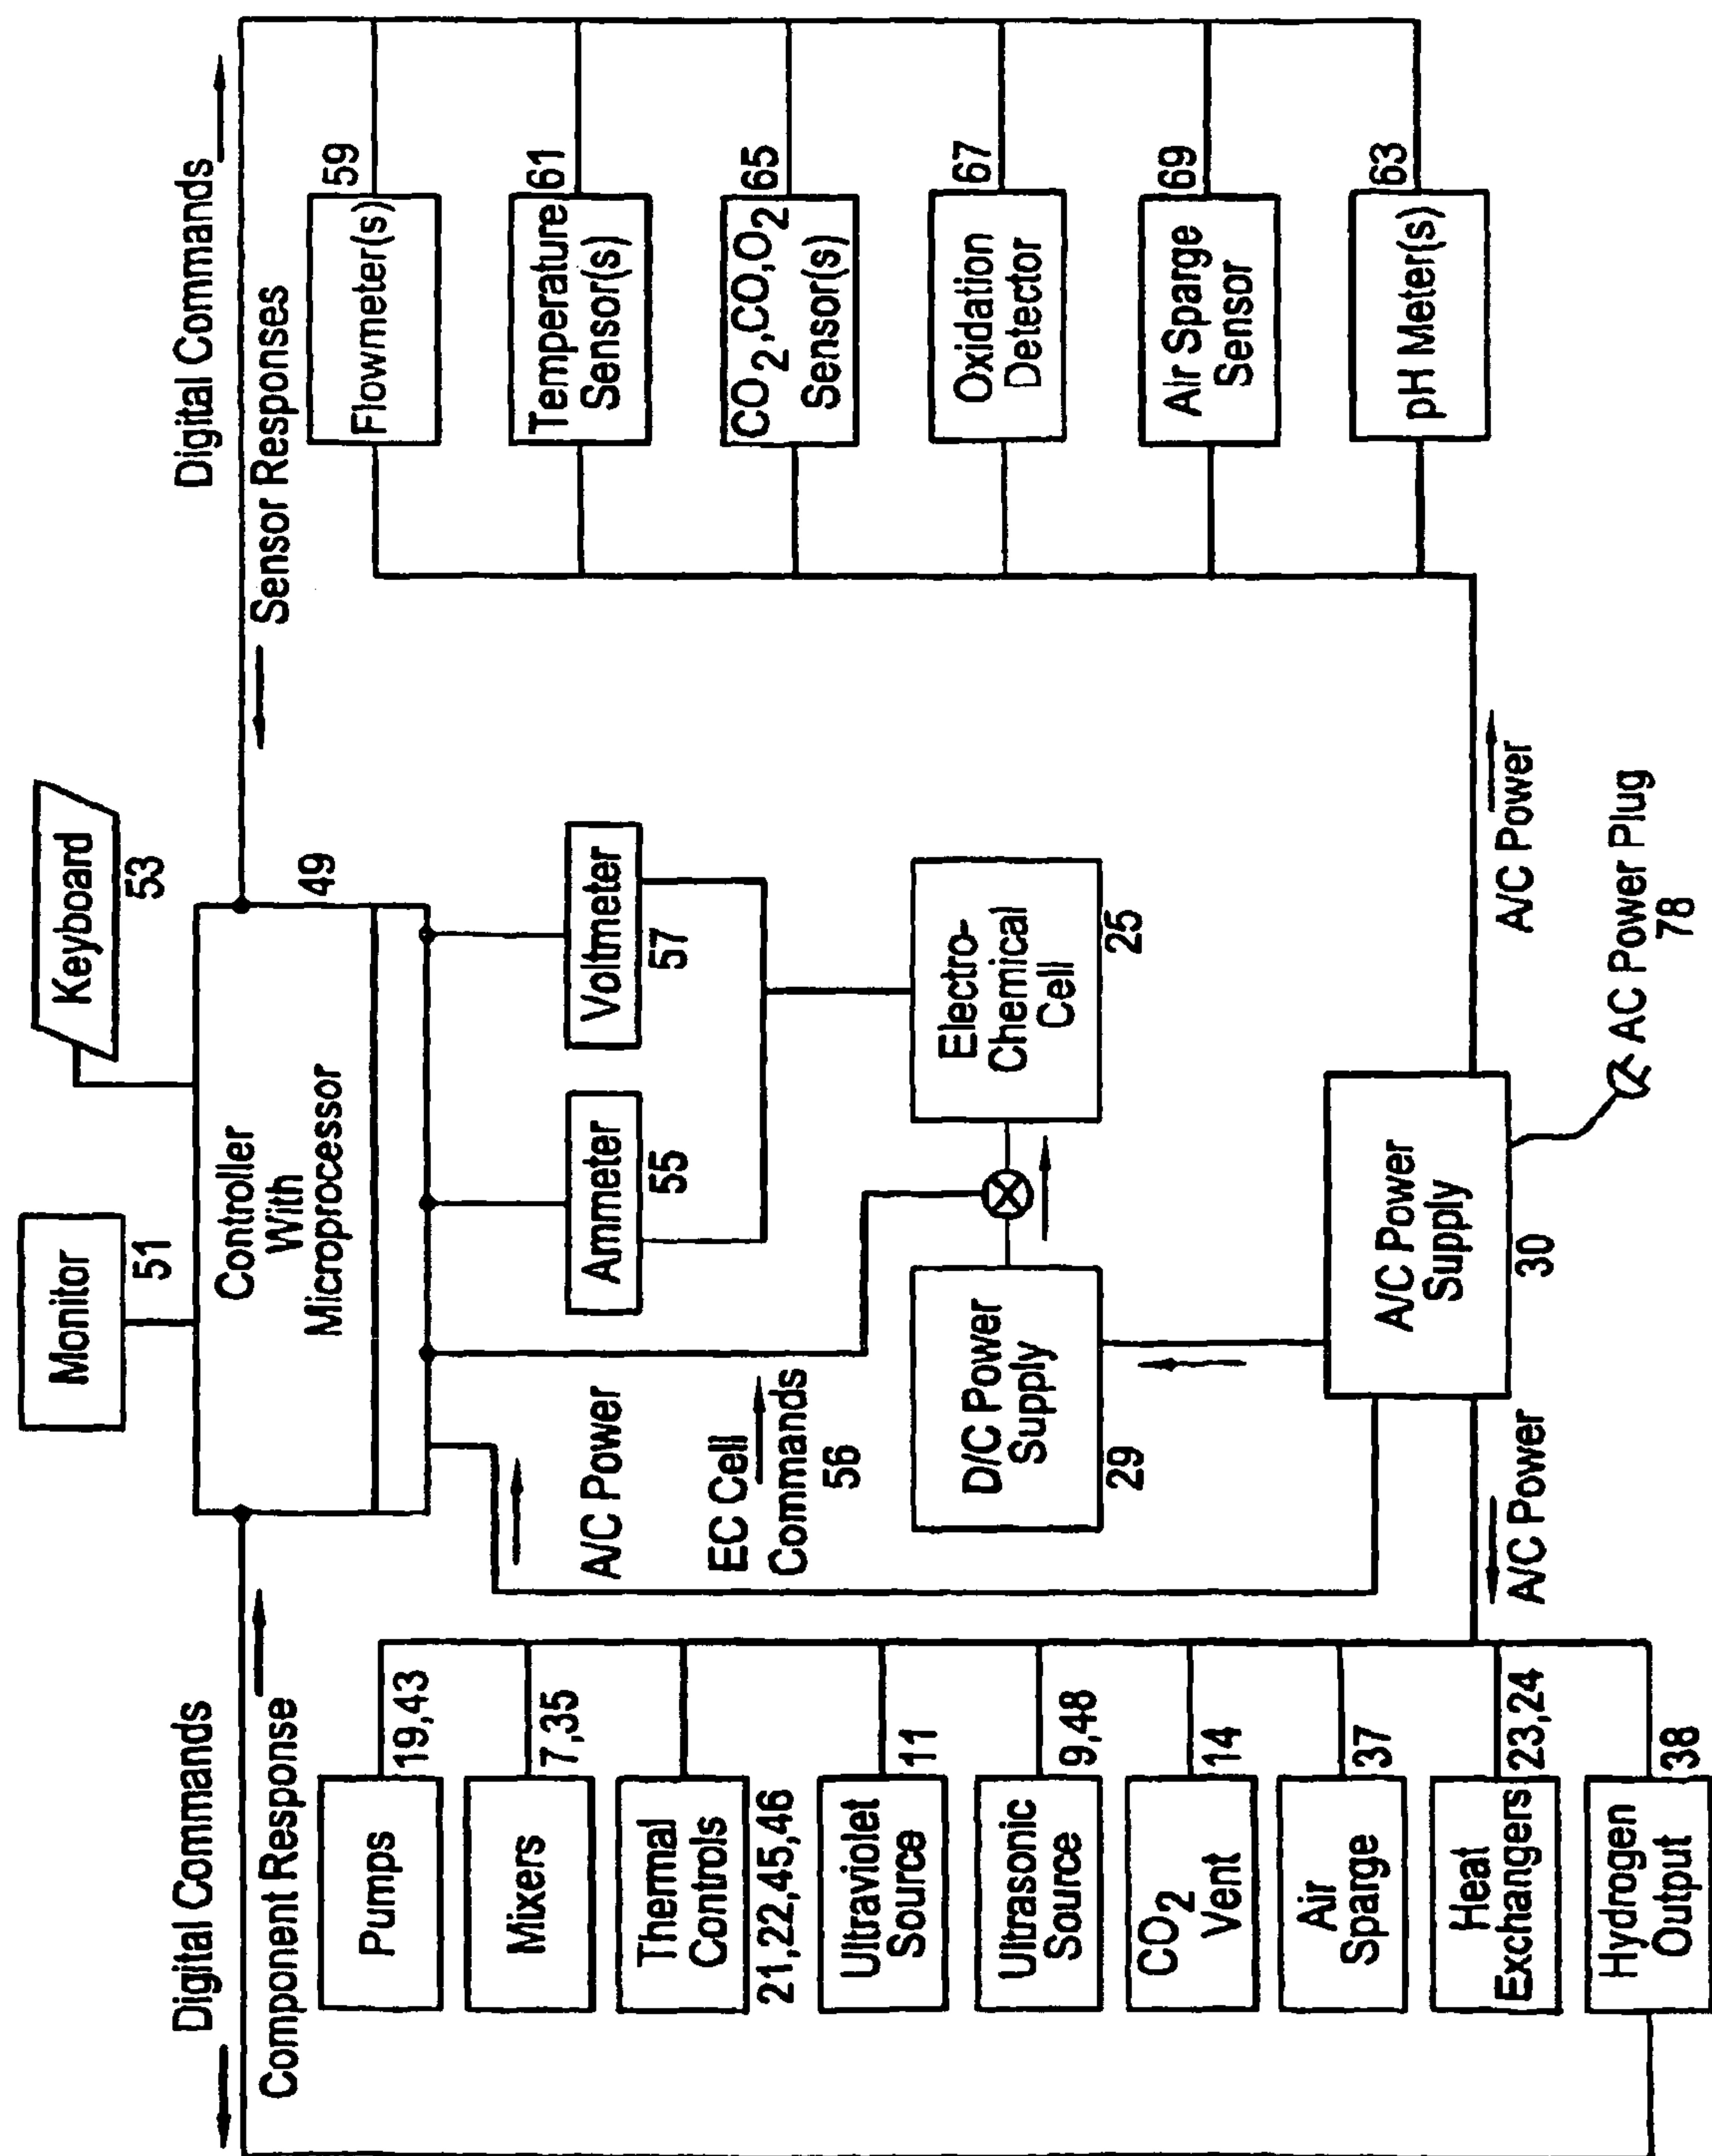 Monitor
51
Keyboard
53
Controller
With
Microprocessor
49
Digital Commands
Component Response
Digital Commands
Sensor Responses
Pumps
19,43
Mixers
7,35
Thermal
Controls
21,22,45,46
Ultraviolet
Source
11
Ultrasonic
Source
9,48
CO2
Vent
14
Air
Sparge
37
Heat
Exchangers
23,24
Hydrogen
Output
38
A/C Power
EC Cell
Commands
56
Ammeter
55
Voltmeter
57
D/C Power
Supply
29
Electro-
Chemical
Cell
25
A/C Power
Supply
30
A/C Power
A/C Power
AC Power Plug
78
Flowmeter(s)
59
Temperature
Sensor(s)
61
CO2,CO,O2
Sensor(s)
65
Oxidation
Detector
67
Air Sparge
Sensor
69
pH Meter(s)
63